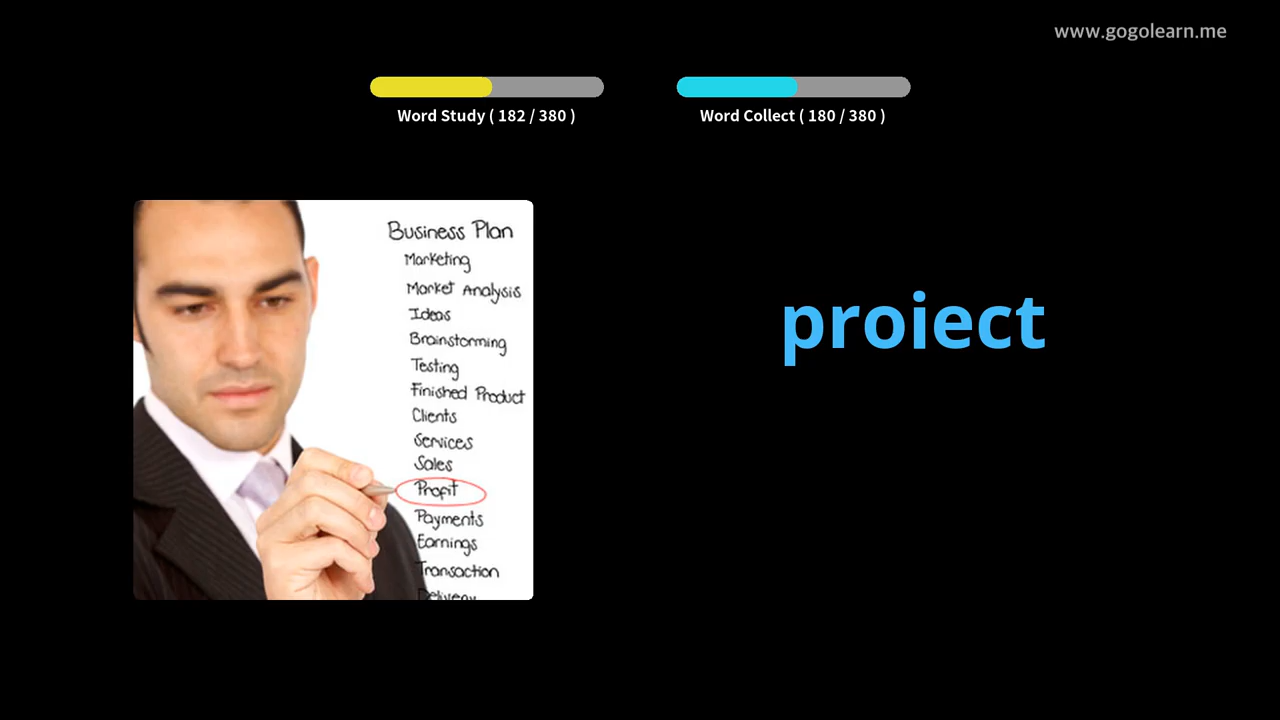 www.gogolearn.me
Word Study ( 182 / 380 )
Word Collect ( 180 / 380 )
Business Plan
Marketing
Market Analysis
Ideas
Brainstorming
Testing
Finished Product
Clients
Services
Sales
Profit
Payments
Earnings
Transaction
Delivery
proiect